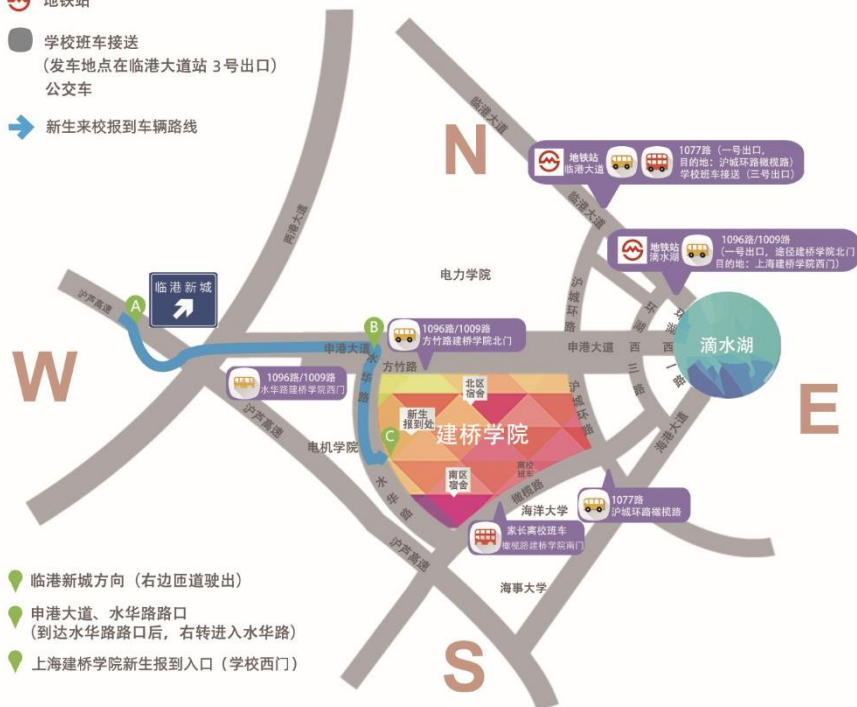 地铁站
学校班车接送
(发车地点在临港大道站 3号出口)
公交车
新生来校报到车辆路线
N
临港大道
地铁站
临港大道
1077路（一号出口,
目的地：沪城环路橄榄路）
学校班车接送（三号出口）
临港大道
两港大道
地铁站
滴水湖
1096路/1009路
（一号出口，途径建桥学院北门
目的地：上海建桥学院西门）
电力学院
沪城环路
环湖西三路
环湖西一路
滴水湖
沪芦高速
A
临港新城
W
B
申港大道
水华路
1096路/1009路
方竹路建桥学院北门
方竹路
申港大道
1096路/1009路
水华路建桥学院西门
北区
宿舍
沪城环路
E
沪芦高速
新生
报到处
建桥学院
海港大道
电机学院
C
南区
宿舍
离校
班车
橄榄路
水华路
海洋大学
1077路
沪城环路橄榄路
家长离校班车
橄榄路建桥学院南门
沪芦高速
海事大学
临港新城方向（右边匝道驶出）
申港大道、水华路路口
(到达水华路路口后，右转进入水华路)
上海建桥学院新生报到入口（学校西门）
S